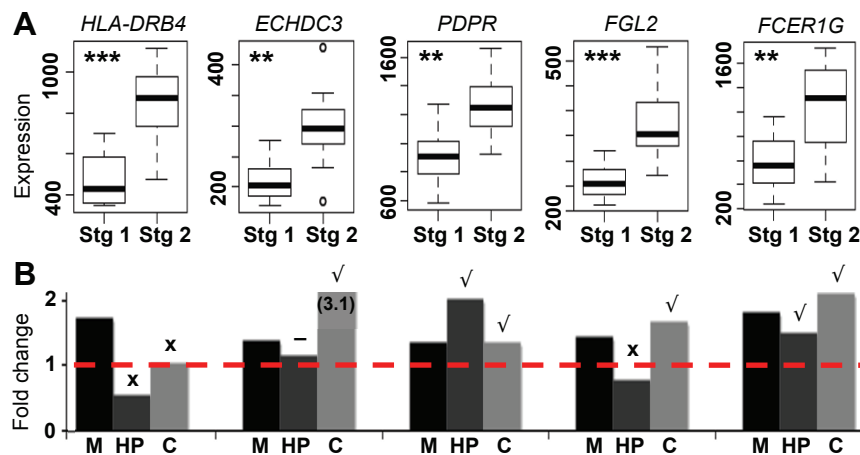 A
HLA-DRB4 ECHDC3 PDPR FGL2 FCER1G
Expression
*** ** ** *** **
1000 400
400 200
1600 600
500 200
1600 200
Stg 1 Stg 2 Stg 1 Stg 2 Stg 1 Stg 2 Stg 1 Stg 2 Stg 1 Stg 2
B
Fold change
2
1
0
x x – √ (3.1) √ √ x √ √ √
M HP C M HP C M HP C M HP C M HP C